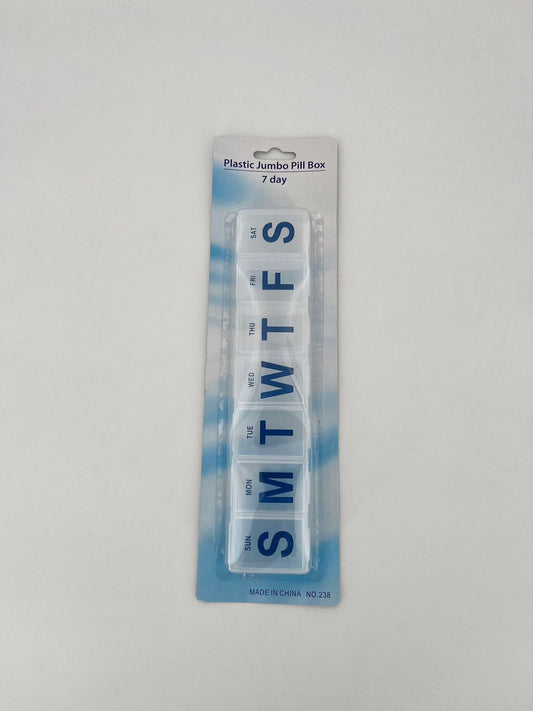 Plastic Jumbo Pill Box
7 day
SAT S
FRI F
THU T
WED W
TUE T
MON M
SUN S
MADE IN CHINA NO.238